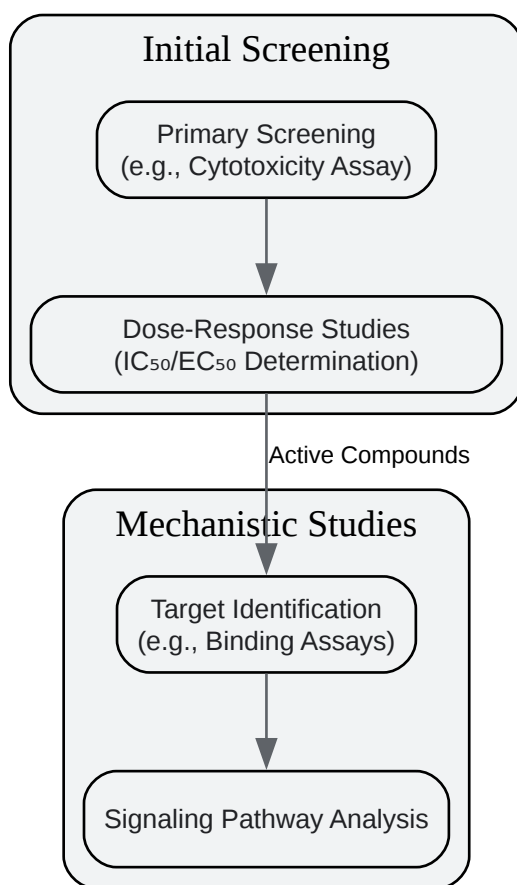 Initial Screening
Primary Screening
(e.g., Cytotoxicity Assay)
Dose-Response Studies
(IC₅₀/EC₅₀ Determination)
Active Compounds
Mechanistic Studies
Target Identification
(e.g., Binding Assays)
Signaling Pathway Analysis